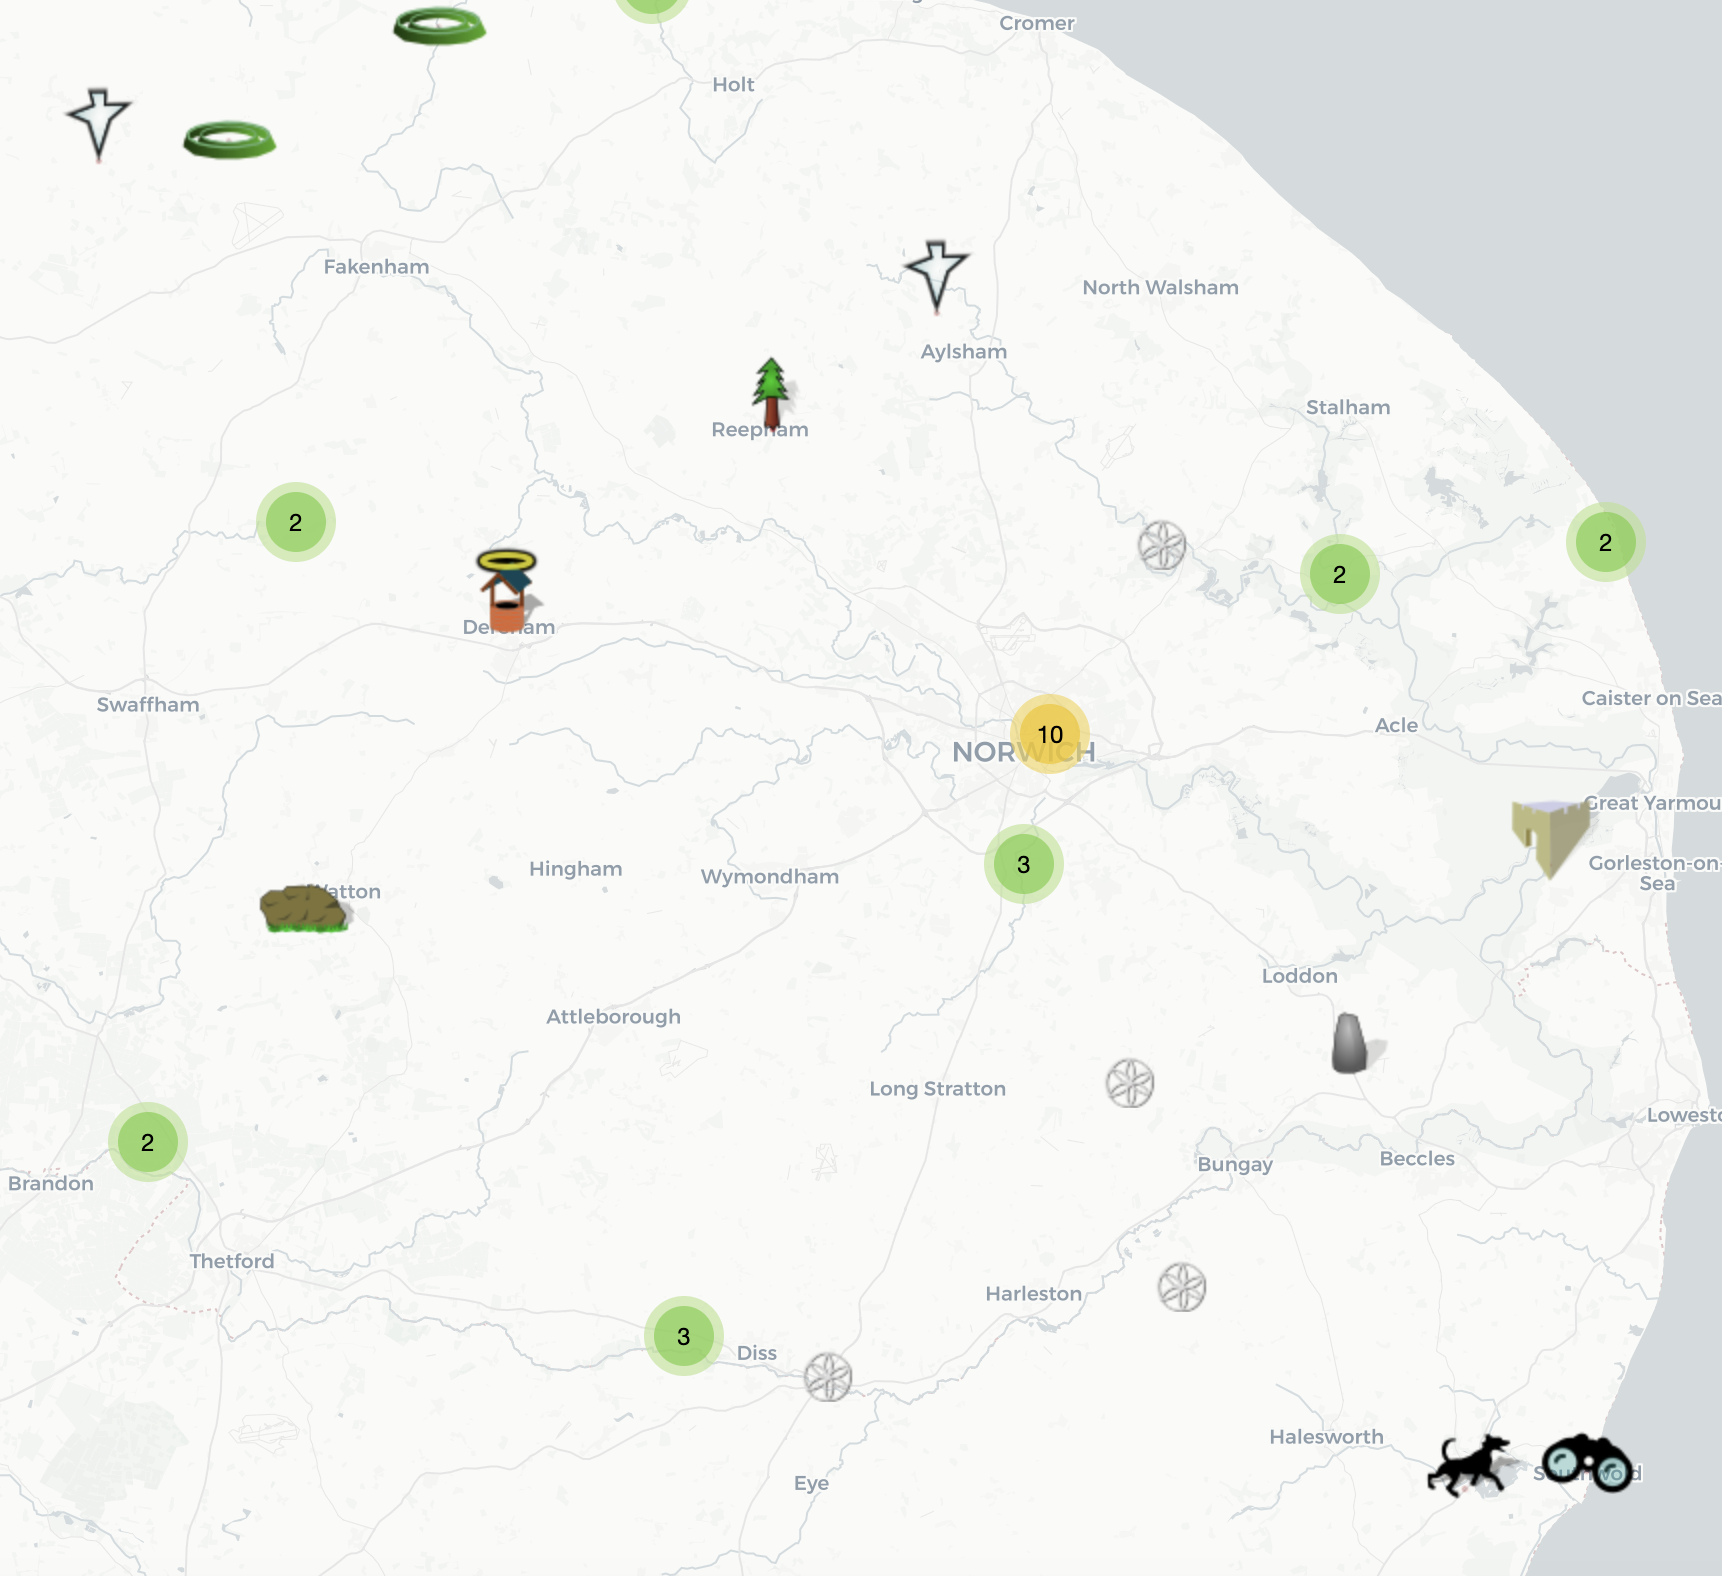 Cromer
Holt
Fakenham
North Walsham
Aylsham
Stalham
Reepham
2
2
2
Dereham
Swaffham
Caister on Sea
Acle
10
NORWICH
Great Yarmou
3
Gorleston-on-
Sea
Hingham
Wymondham
Watton
Loddon
Attleborough
Long Stratton
Lowesto
2
Brandon
Bungay
Beccles
Thetford
Harleston
3
Diss
Halesworth
Southwold
Eye